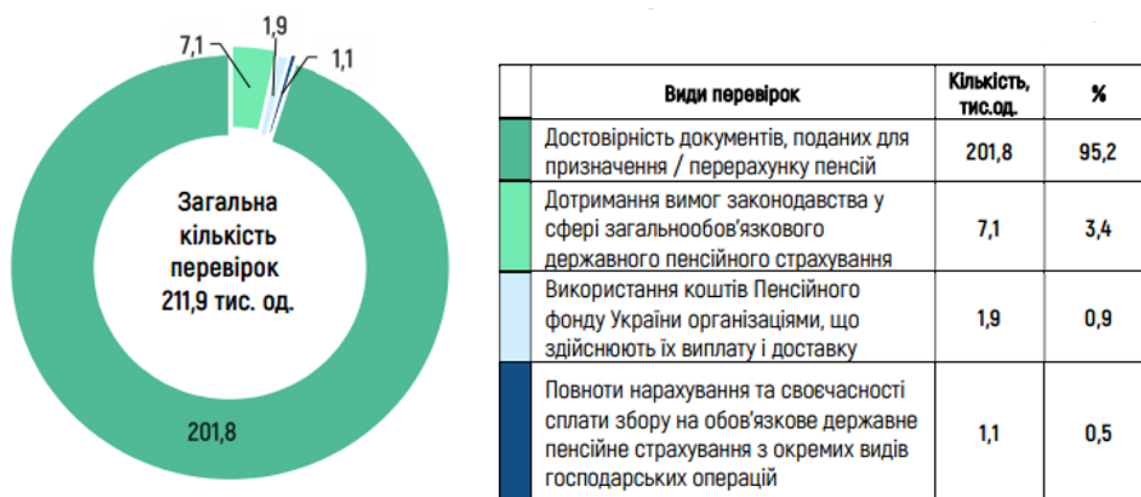 1,9
7,1
1,1
Загальна
кількість
перевірок
211,9 тис. од.
201,8
Види перевірок
Кількість,
тис.од.
%
Достовірність документів, поданих для
призначення / перерахунку пенсій
201,8
95,2
Дотримання вимог законодавства у
сфері загальнообов'язкового
державного пенсійного страхування
7,1
3,4
Використання коштів Пенсійного
фонду України організаціями, що
здійснюють їх виплату і доставку
1,9
0,9
Повноти нарахування та своєчасності
сплати збору на обов'язкове державне
пенсійне страхування з окремих видів
господарських операцій
1,1
0,5